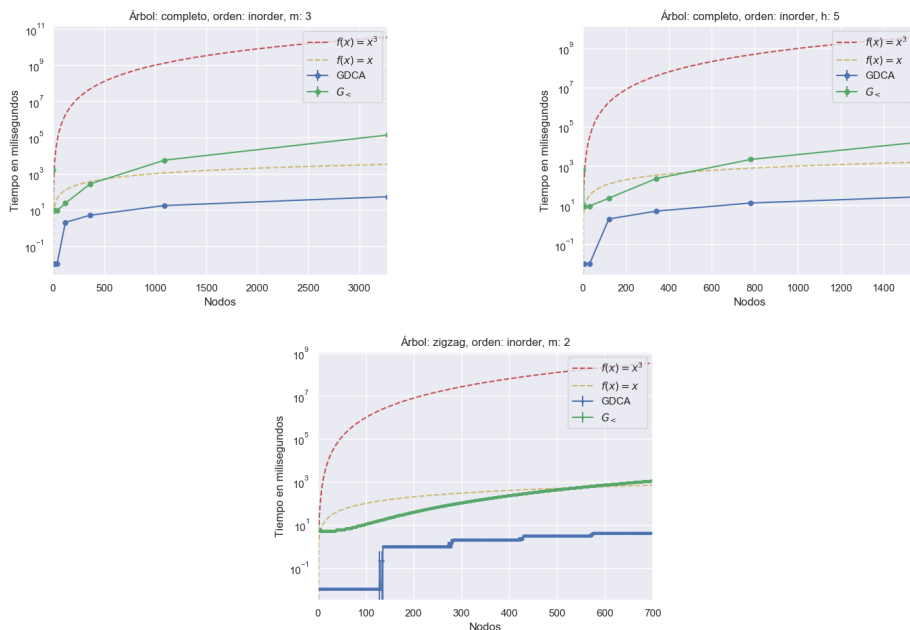 Árbol: completo, orden: inorder, m: 3
10^11
10^9
10^7
10^5
10^3
10^1
10^-1
Tiempo en milisegundos
f(x) = x^3
f(x) = x
GDCA
G<
0 500 1000 1500 2000 2500 3000
Nodos
Árbol: completo, orden: inorder, h: 5
10^9
10^7
10^5
10^3
10^1
10^-1
Tiempo en milisegundos
f(x) = x^3
f(x) = x
GDCA
G<
0 200 400 600 800 1000 1200 1400
Nodos
Árbol: zigzag, orden: inorder, m: 2
10^9
10^7
10^5
10^3
10^1
10^-1
Tiempo en milisegundos
f(x) = x^3
f(x) = x
GDCA
G<
0 100 200 300 400 500 600 700
Nodos